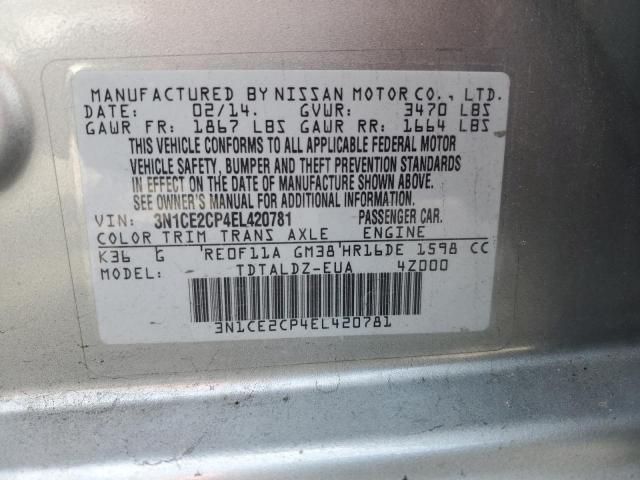 MANUFACTURED BY NISSAN MOTOR CO., LTD.
DATE: 02/14. GVWR: 3470 LBS
GAWR FR: 1867 LBS GAWR RR: 1664 LBS
THIS VEHICLE CONFORMS TO ALL APPLICABLE FEDERAL MOTOR
VEHICLE SAFETY, BUMPER AND THEFT PREVENTION STANDARDS
IN EFFECT ON THE DATE OF MANUFACTURE SHOWN ABOVE.
SEE OWNER'S MANUAL FOR ADDITIONAL INFORMATION.
VIN: 3N1CE2CP4EL420781 PASSENGER CAR.
COLOR TRIM TRANS AXLE ENGINE
K36 G 'RE0F11A GM38'HR16DE 1598 CC
MODEL: TDTALDZ-EUA 4Z000
3N1CE2CP4EL420781